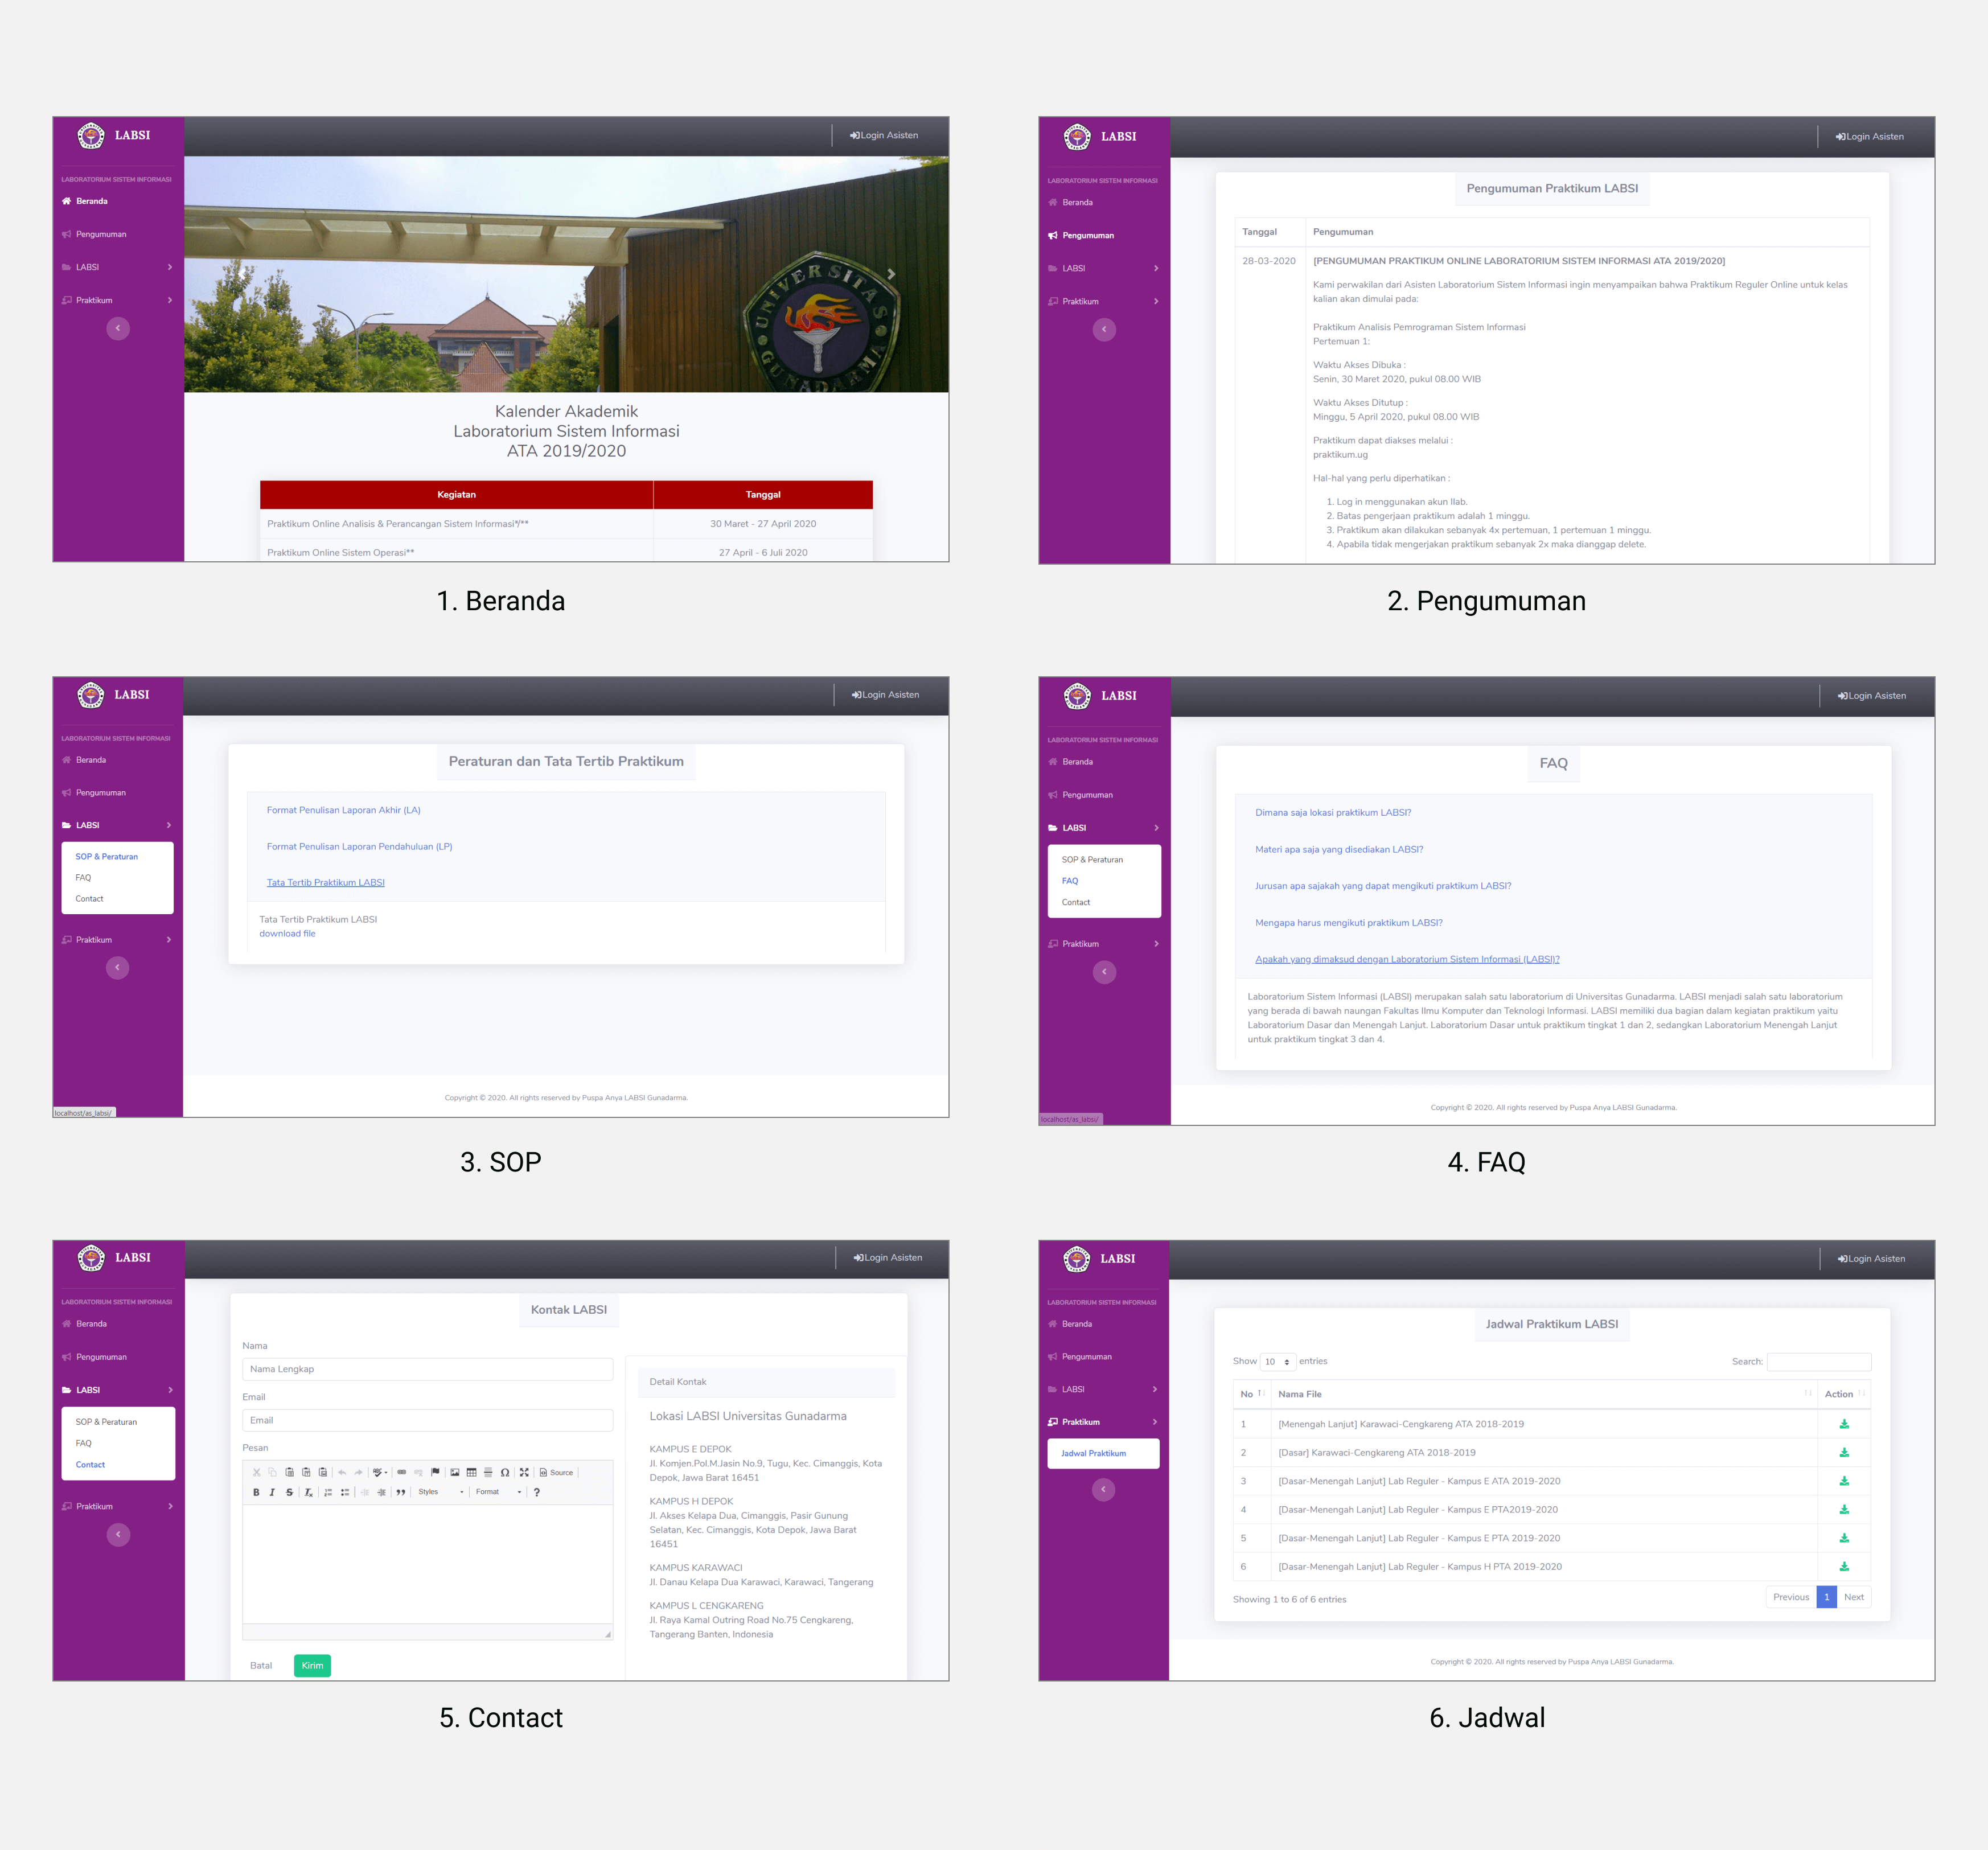 LABSI
Login Asisten
LABORATORIUM SISTEM INFORMASI
Beranda
Pengumuman
LABSI
Praktikum
UNIVERSITAS
GUNADARMA
Kalender Akademik
Laboratorium Sistem Informasi
ATA 2019/2020
Kegiatan Tanggal
Praktikum Online Analisis & Perancangan Sistem Informasi*/** 30 Maret - 27 April 2020
Praktikum Online Sistem Operasi** 27 April - 6 Juli 2020
1. Beranda
LABSI
Login Asisten
LABORATORIUM SISTEM INFORMASI
Beranda
Pengumuman
LABSI
Praktikum
Pengumuman Praktikum LABSI
Tanggal Pengumuman
28-03-2020 [PENGUMUMAN PRAKTIKUM ONLINE LABORATORIUM SISTEM INFORMASI ATA 2019/2020]
Kami perwakilan dari Asisten Laboratorium Sistem Informasi ingin menyampaikan bahwa Praktikum Reguler Online untuk kelas
kalian akan dimulai pada:
Praktikum Analisis Pemrograman Sistem Informasi
Pertemuan 1:
Waktu Akses Dibuka :
Senin, 30 Maret 2020, pukul 08.00 WIB
Waktu Akses Ditutup :
Minggu, 5 April 2020, pukul 08.00 WIB
Praktikum dapat diakses melalui :
praktikum.ug
Hal-hal yang perlu diperhatikan :
1. Log in menggunakan akun Ilab.
2. Batas pengerjaan praktikum adalah 1 minggu.
3. Praktikum akan dilakukan sebanyak 4x pertemuan, 1 pertemuan 1 minggu.
4. Apabila tidak mengerjakan praktikum sebanyak 2x maka dianggap delete.
2. Pengumuman
LABSI
Login Asisten
LABORATORIUM SISTEM INFORMASI
Beranda
Pengumuman
LABSI
SOP & Peraturan
FAQ
Contact
Praktikum
localhost/as_labsi/
Peraturan dan Tata Tertib Praktikum
Format Penulisan Laporan Akhir (LA)
Format Penulisan Laporan Pendahuluan (LP)
Tata Tertib Praktikum LABSI
Tata Tertib Praktikum LABSI
download file
Copyright © 2020. All rights reserved by Puspa Anya LABSI Gunadarma.
3. SOP
LABSI
Login Asisten
LABORATORIUM SISTEM INFORMASI
Beranda
Pengumuman
LABSI
SOP & Peraturan
FAQ
Contact
Praktikum
localhost/as_labsi/
FAQ
Dimana saja lokasi praktikum LABSI?
Materi apa saja yang disediakan LABSI?
Jurusan apa sajakah yang dapat mengikuti praktikum LABSI?
Mengapa harus mengikuti praktikum LABSI?
Apakah yang dimaksud dengan Laboratorium Sistem Informasi (LABSI)?
Laboratorium Sistem Informasi (LABSI) merupakan salah satu laboratorium di Universitas Gunadarma. LABSI menjadi salah satu laboratorium
yang berada di bawah naungan Fakultas Ilmu Komputer dan Teknologi Informasi. LABSI memiliki dua bagian dalam kegiatan praktikum yaitu
Laboratorium Dasar dan Menengah Lanjut. Laboratorium Dasar untuk praktikum tingkat 1 dan 2, sedangkan Laboratorium Menengah Lanjut
untuk praktikum tingkat 3 dan 4.
Copyright © 2020. All rights reserved by Puspa Anya LABSI Gunadarma.
4. FAQ
LABSI
Login Asisten
LABORATORIUM SISTEM INFORMASI
Beranda
Pengumuman
LABSI
SOP & Peraturan
FAQ
Contact
Praktikum
Kontak LABSI
Nama
Nama Lengkap
Email
Email
Pesan
Source
B I S Tx Styles Format ?
Batal Kirim
Detail Kontak
Lokasi LABSI Universitas Gunadarma
KAMPUS E DEPOK
Jl. Komjen.Pol.M.Jasin No.9, Tugu, Kec. Cimanggis, Kota
Depok, Jawa Barat 16451
KAMPUS H DEPOK
Jl. Akses Kelapa Dua, Cimanggis, Pasir Gunung
Selatan, Kec. Cimanggis, Kota Depok, Jawa Barat
16451
KAMPUS KARAWACI
Jl. Danau Kelapa Dua Karawaci, Karawaci, Tangerang
KAMPUS L CENGKARENG
Jl. Raya Kamal Outring Road No.75 Cengkareng,
Tangerang Banten, Indonesia
5. Contact
LABSI
Login Asisten
LABORATORIUM SISTEM INFORMASI
Beranda
Pengumuman
LABSI
Praktikum
Jadwal Praktikum
Jadwal Praktikum LABSI
Show 10 entries Search:
No Nama File Action
1 [Menengah Lanjut] Karawaci-Cengkareng ATA 2018-2019
2 [Dasar] Karawaci-Cengkareng ATA 2018-2019
3 [Dasar-Menengah Lanjut] Lab Reguler - Kampus E ATA 2019-2020
4 [Dasar-Menengah Lanjut] Lab Reguler - Kampus E PTA2019-2020
5 [Dasar-Menengah Lanjut] Lab Reguler - Kampus E PTA 2019-2020
6 [Dasar-Menengah Lanjut] Lab Reguler - Kampus H PTA 2019-2020
Showing 1 to 6 of 6 entries Previous 1 Next
Copyright © 2020. All rights reserved by Puspa Anya LABSI Gunadarma.
6. Jadwal